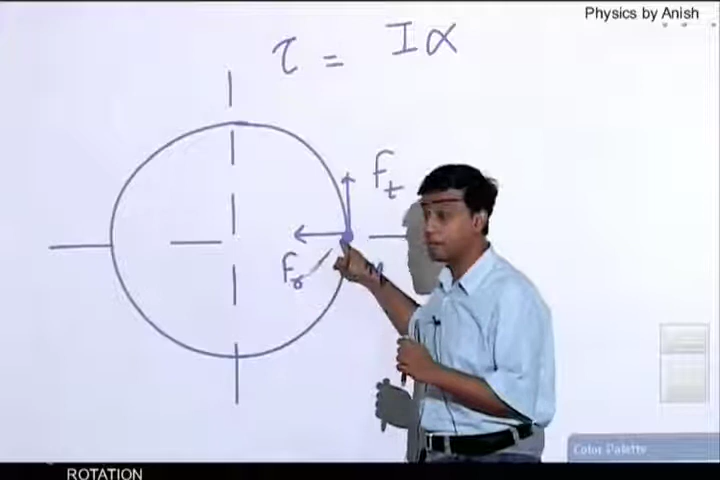 Physics by Anish
τ = Iα
Ft
Fr
Color Palette
ROTATION